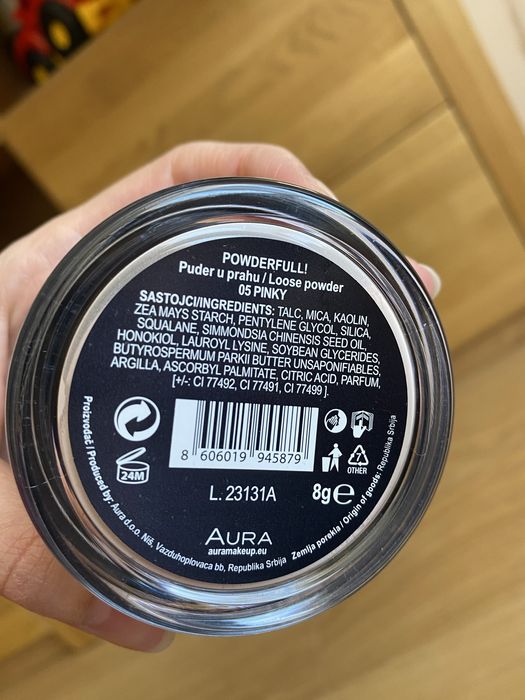 POWDERFULL!
Puder u prahu / Loose powder
05 PINKY
SASTOJCI/INGREDIENTS: TALC, MICA, KAOLIN,
ZEA MAYS STARCH, PENTYLENE GLYCOL, SILICA,
SQUALANE, SIMMONDSIA CHINENSIS SEED OIL,
HONOKIOL, LAUROYL LYSINE, SOYBEAN GLYCERIDES,
BUTYROSPERMUM PARKII BUTTER UNSAPONIFIABLES,
ARGILLA, ASCORBYL PALMITATE, CITRIC ACID, PARFUM,
[+/-: CI 77492, CI 77491, CI 77499 ].
24M
8 606019 945879
7
OTHER
L. 23131A
8g℮
AURA
auramakeup.eu
Proizvođač / Produced by: Aura d.o.o. Niš, Vazduhoplovaca bb, Republika Srbija
Zemlja porekla / Origin of goods: Republika Srbija